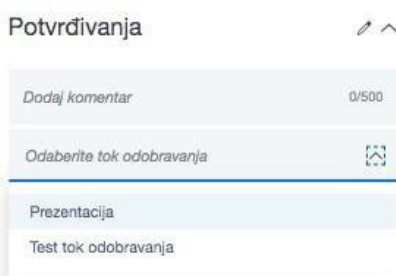 Potvrđivanja
Dodaj komentar 0/500
Odaberite tok odobravanja
Prezentacija
Test tok odobravanja